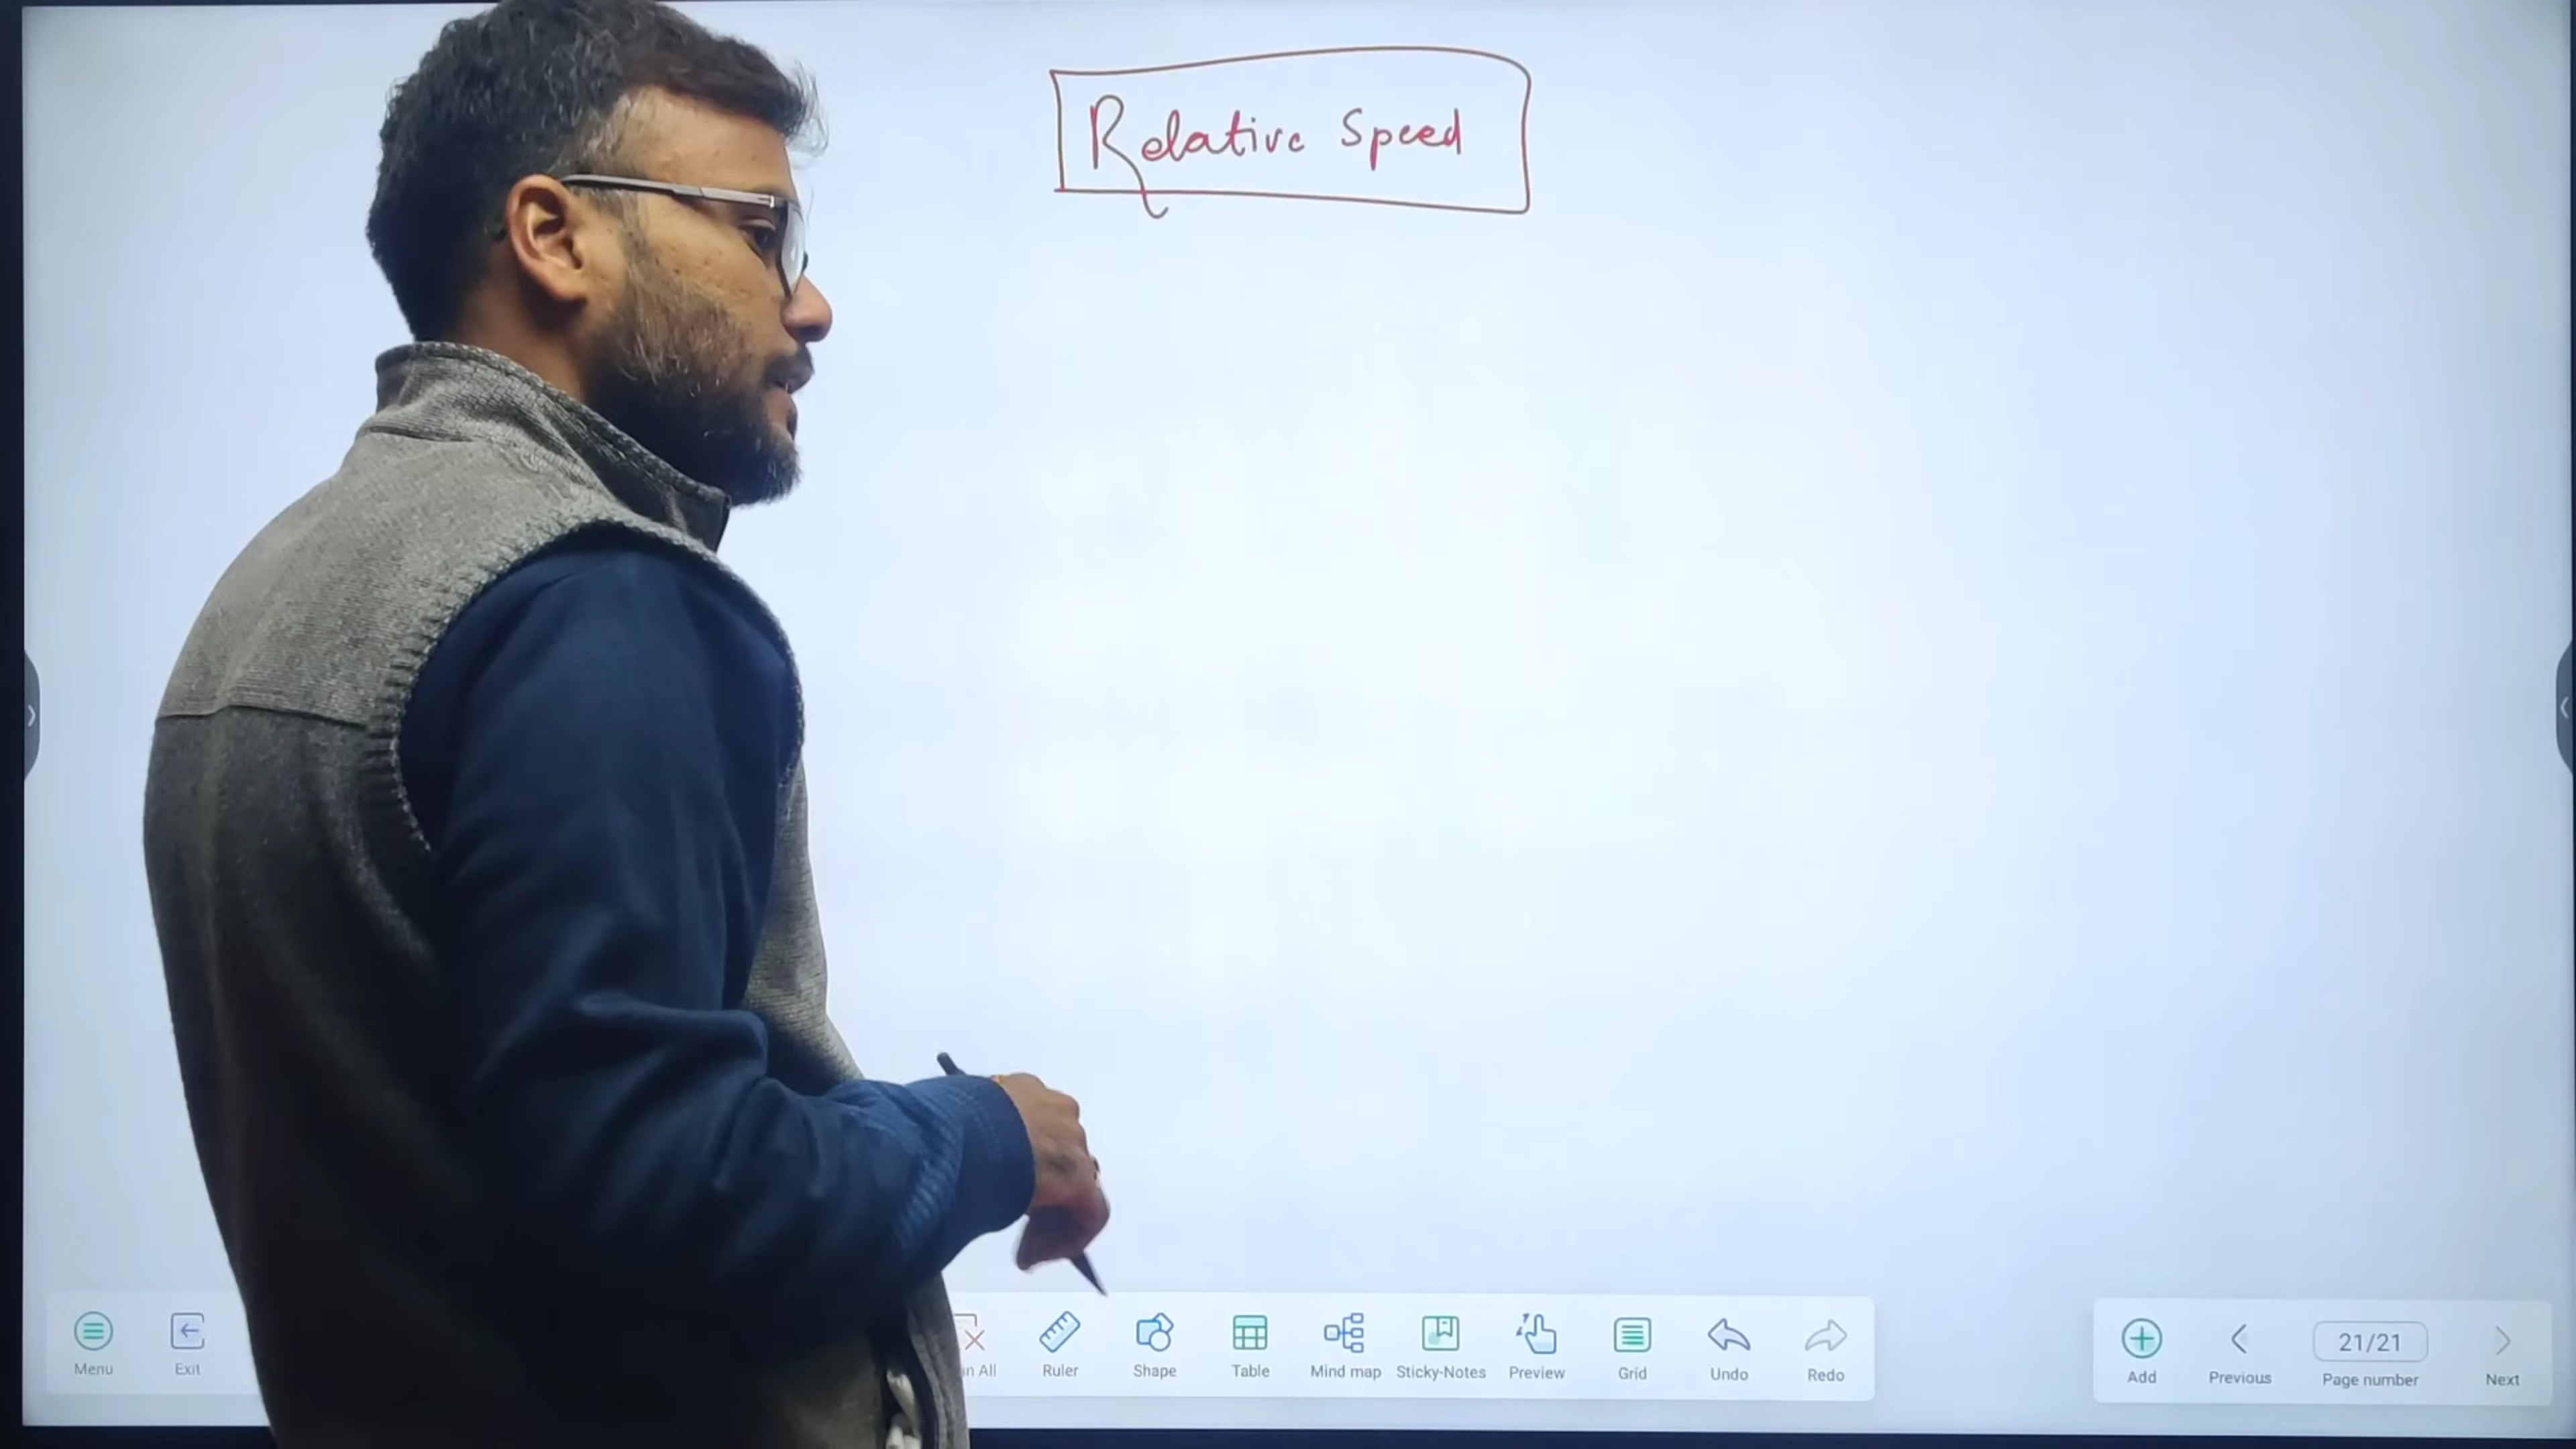 Relative Speed
Menu
Exit
Ruler
Shape
Table
Mind map
Sticky-Notes
Preview
Grid
Undo
Redo
Add
Previous
21/21
Page number
Next